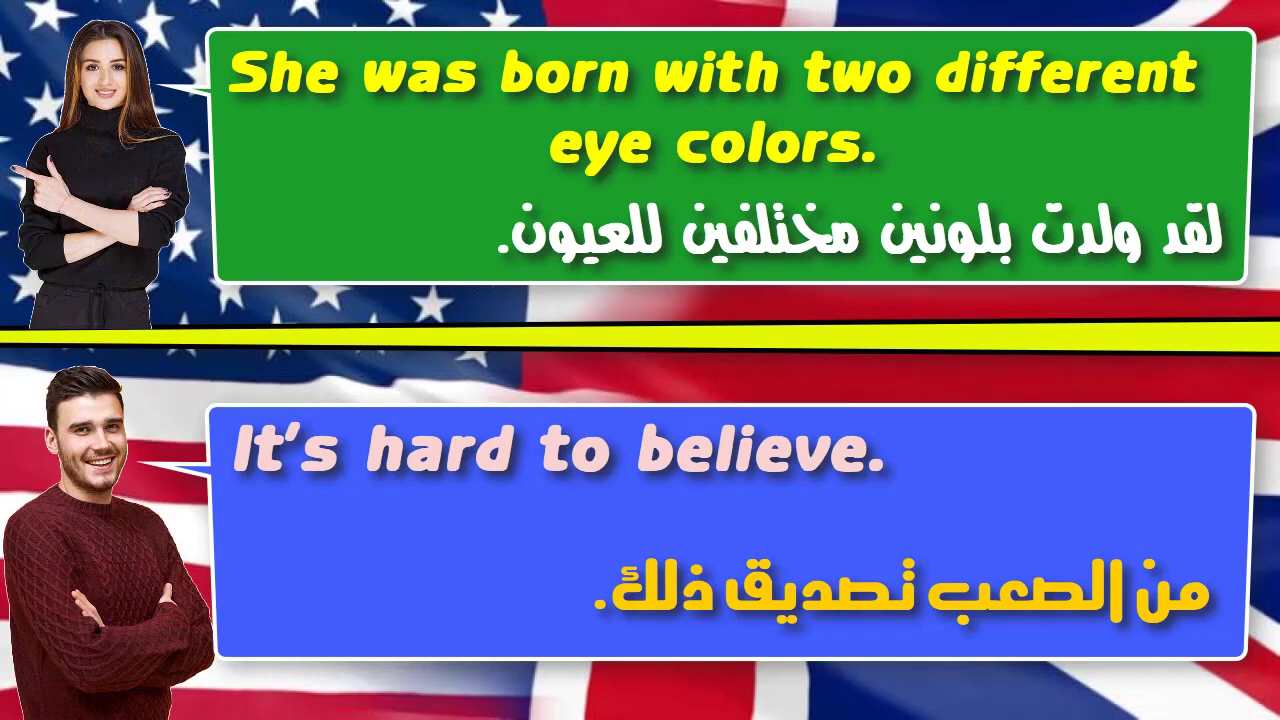 She was born with two different
eye colors.
لقد ولدت بلونين مختلفين للعيون.
It's hard to believe.
من الصعب تصديق ذلك.